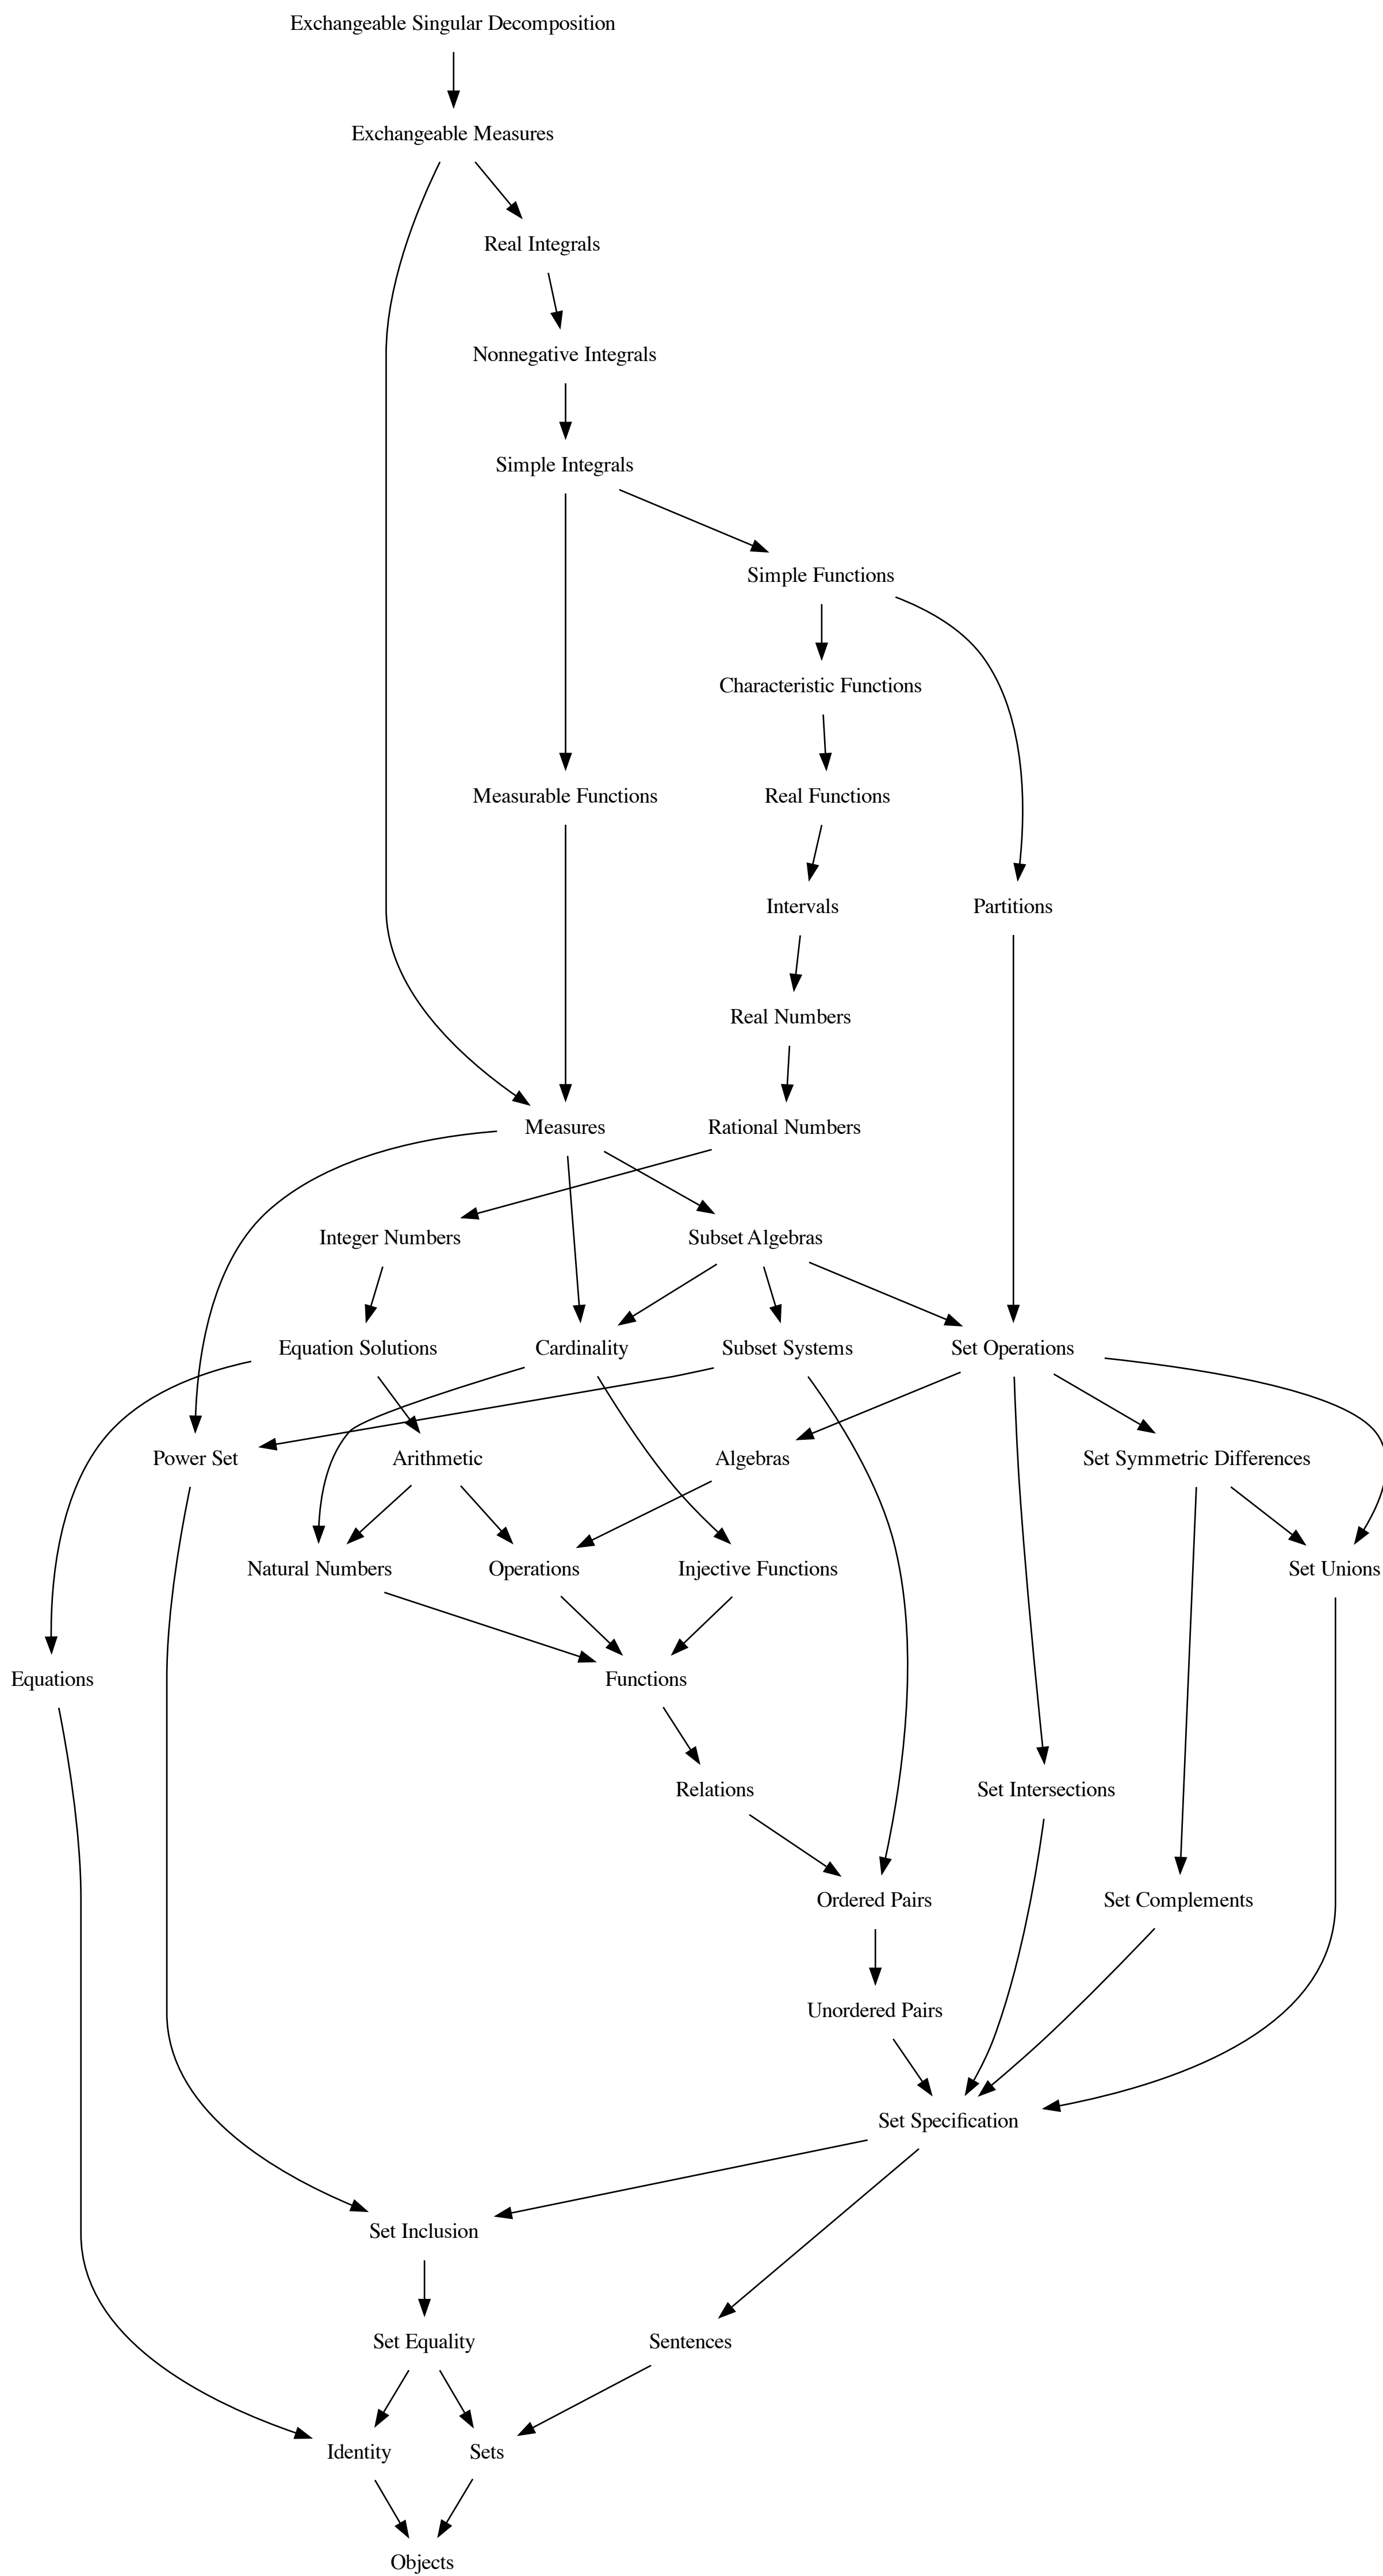 Exchangeable Singular Decomposition
Exchangeable Measures
Real Integrals
Nonnegative Integrals
Simple Integrals
Simple Functions
Characteristic Functions
Measurable Functions
Real Functions
Intervals
Partitions
Real Numbers
Measures
Rational Numbers
Integer Numbers
Subset Algebras
Equation Solutions
Cardinality
Subset Systems
Set Operations
Power Set
Arithmetic
Algebras
Set Symmetric Differences
Natural Numbers
Operations
Injective Functions
Set Unions
Equations
Functions
Relations
Set Intersections
Ordered Pairs
Set Complements
Unordered Pairs
Set Specification
Set Inclusion
Set Equality
Sentences
Identity
Sets
Objects